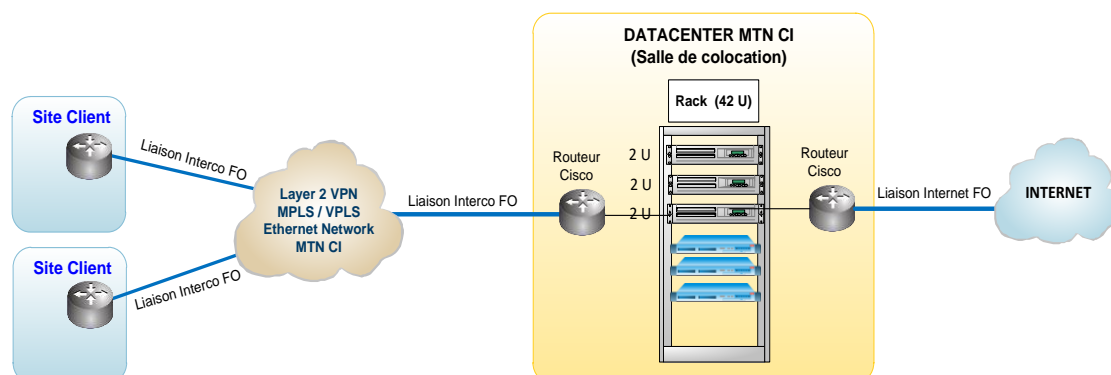 DATACENTER MTN CI
(Salle de colocation)
Rack  (42 U)
Site Client
Liaison Interco FO
Layer 2 VPN
MPLS / VPLS
Ethernet Network
MTN CI
Liaison Interco FO
Routeur
Cisco
2 U
2 U
2 U
Routeur
Cisco
Liaison Internet FO
INTERNET
Site Client
Liaison Interco FO